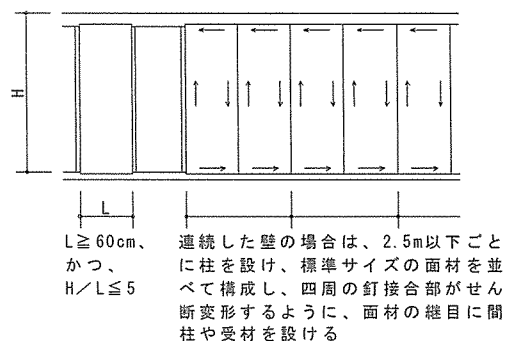 H
L
L≧60cm、
かつ、
H/L≦5
連続した壁の場合は、2.5m以下ごと
に柱を設け、標準サイズの面材を並
べて構成し、四周の釘接合部がせん
断変形するように、面材の継目に間
柱や受材を設ける